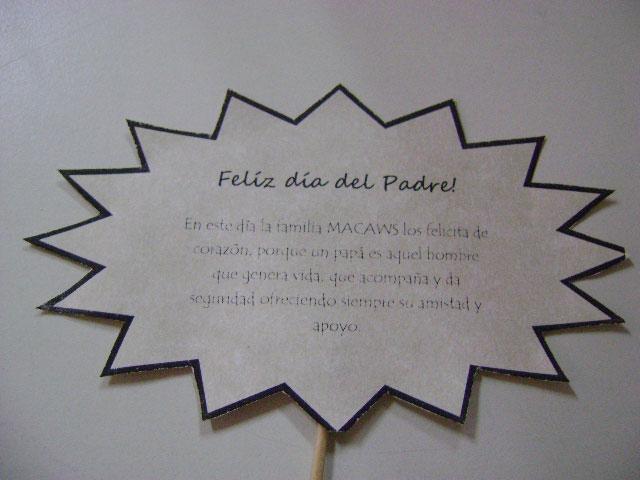 Feliz día del Padre!
En este día la familia MACAWS los felicita de
corazón, porque un papá es aquel hombre
que genera vida, que acompaña y da
seguridad ofreciendo siempre su amistad y
apoyo.